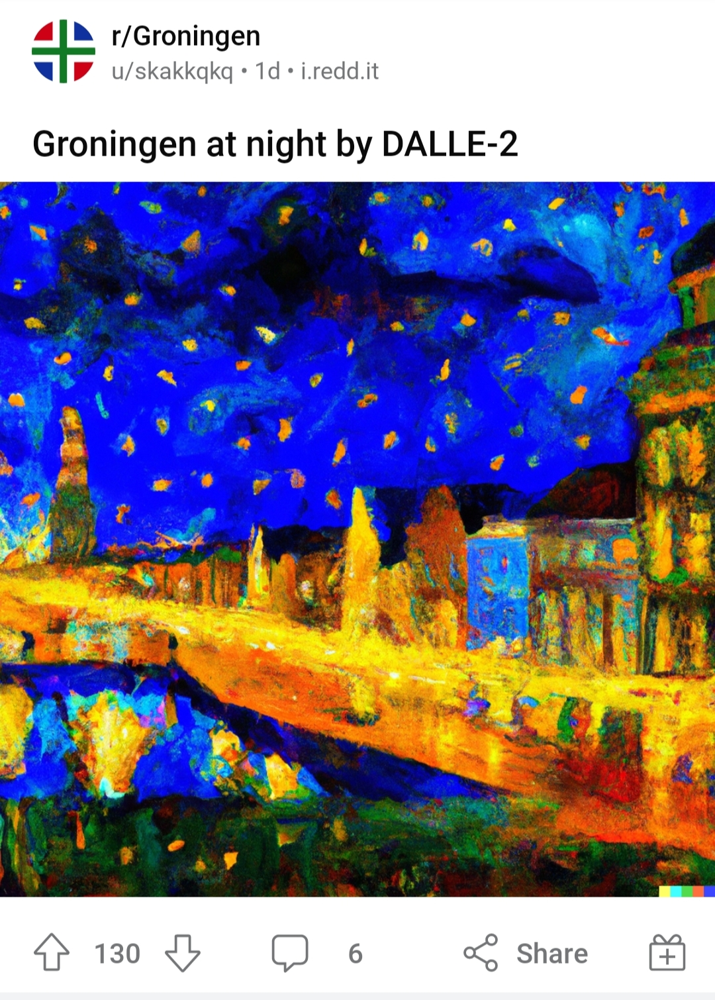 r/Groningen
u/skakkqkq • 1d • i.redd.it
Groningen at night by DALLE-2
130 6 Share